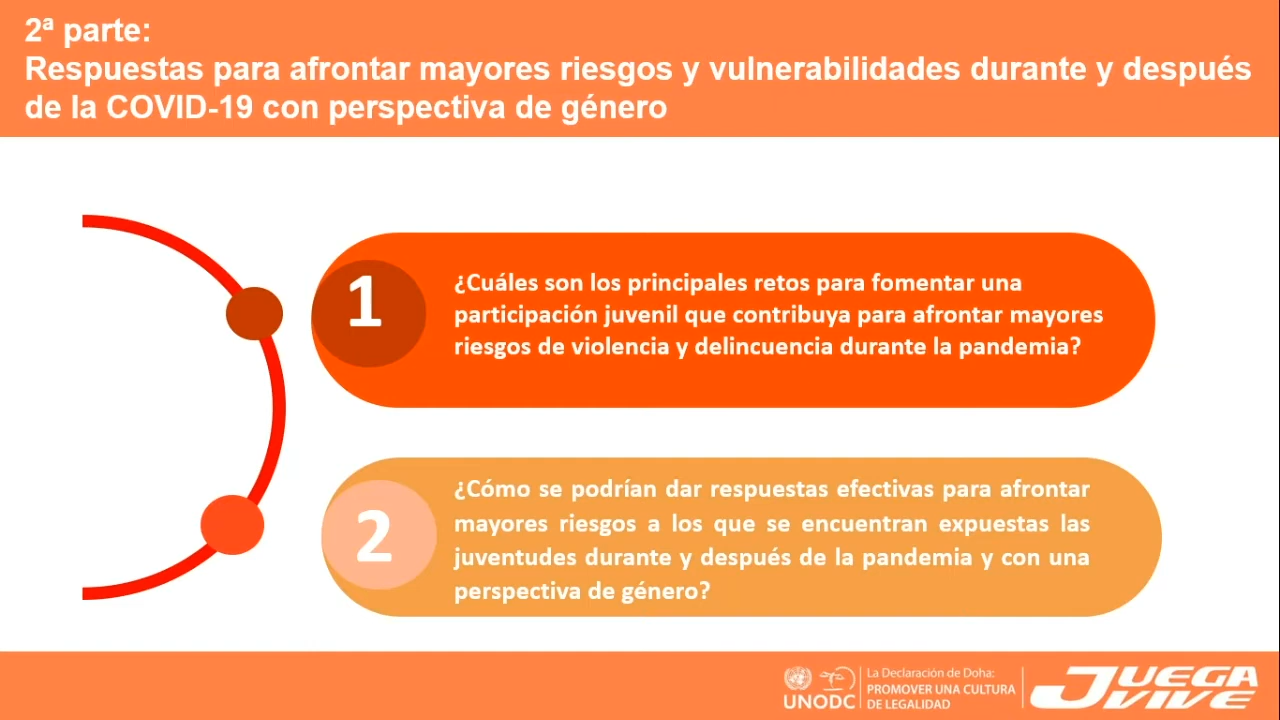 2ª parte:
Respuestas para afrontar mayores riesgos y vulnerabilidades durante y después
de la COVID-19 con perspectiva de género
1
¿Cuáles son los principales retos para fomentar una
participación juvenil que contribuya para afrontar mayores
riesgos de violencia y delincuencia durante la pandemia?
2
¿Cómo se podrían dar respuestas efectivas para afrontar
mayores riesgos a los que se encuentran expuestas las
juventudes durante y después de la pandemia y con una
perspectiva de género?
UNODC
La Declaración de Doha:
PROMOVER UNA CULTURA
DE LEGALIDAD
JUEGA
VIVE